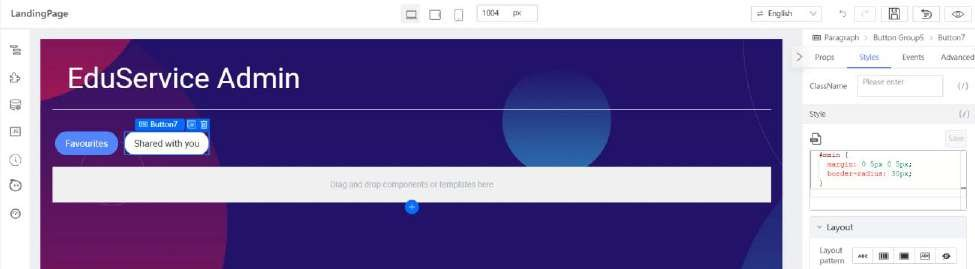 LandingPage
1004 px
English
Paragraph > Button Group5 > Button7
Props Styles Events Advanced
ClassName Please enter {/}
Style {/}
Save
#main {
margin: 0 5px 0 5px;
border-radius: 30px;
}
Layout
Layout pattern
ABC
EduService Admin
Button7
Favourites Shared with you
Drag and drop components or templates here